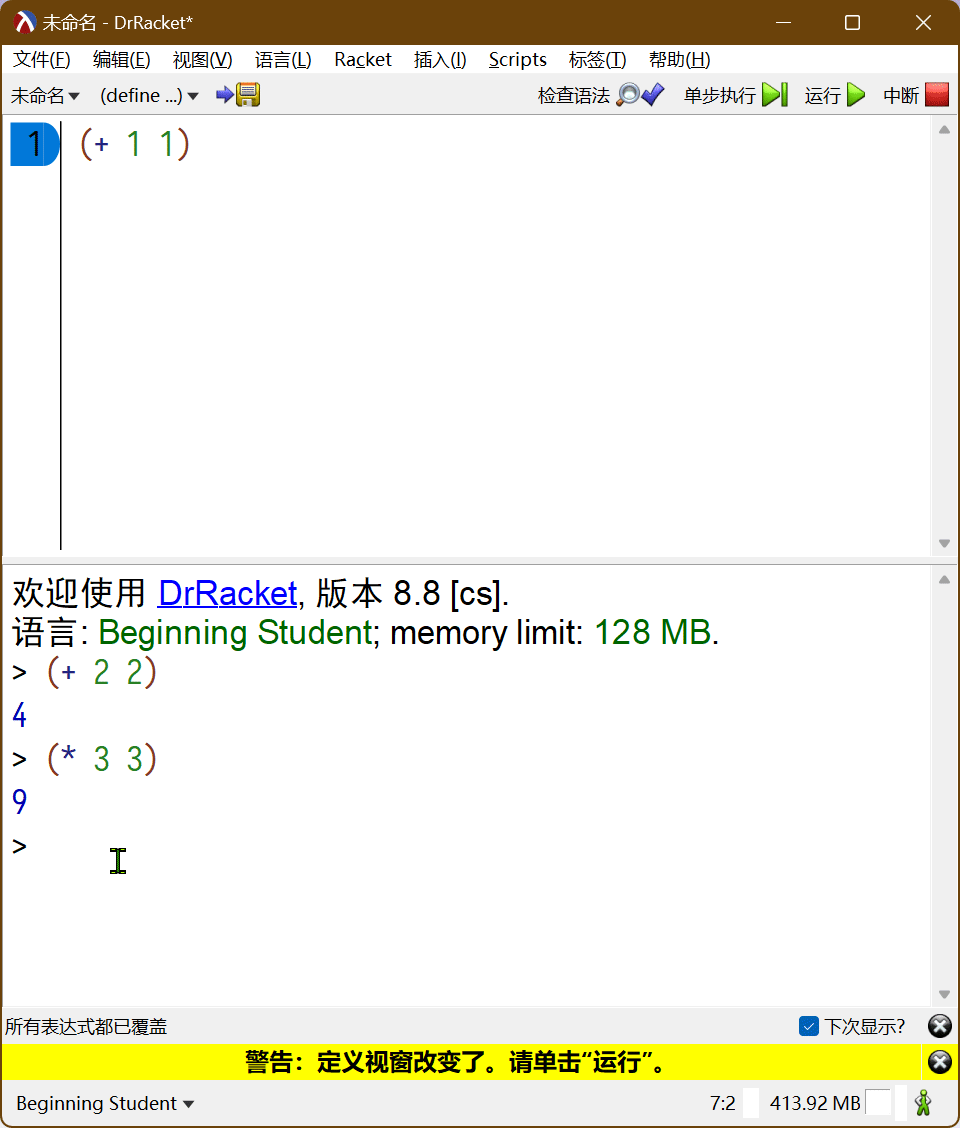 未命名 - DrRacket*
文件(F) 编辑(E) 视图(V) 语言(L) Racket 插入(I) Scripts 标签(T) 帮助(H)
未命名 (define ...) 检查语法 单步执行 运行 中断
1 (+ 1 1)
欢迎使用 DrRacket, 版本 8.8 [cs].
语言: Beginning Student; memory limit: 128 MB.
> (+ 2 2)
4
> (* 3 3)
9
>
所有表达式都已覆盖 下次显示?
警告：定义视窗改变了。请单击“运行”。
Beginning Student 7:2 413.92 MB